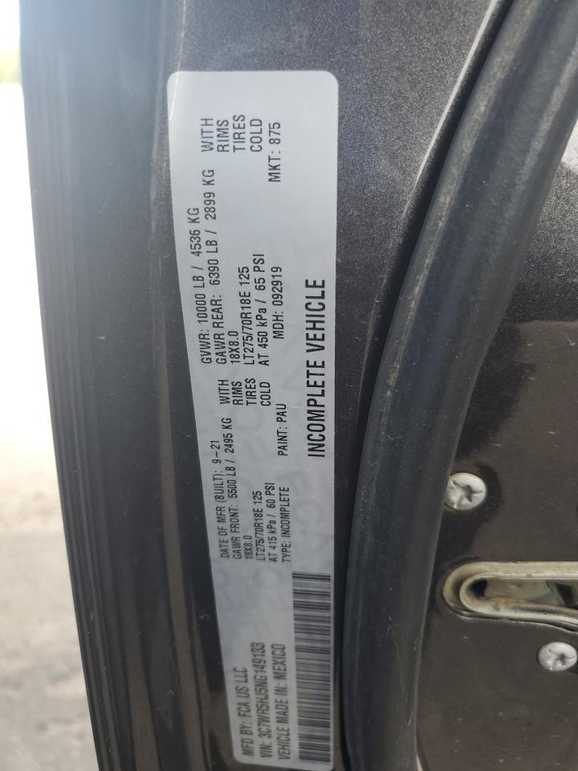 MFD BY: FCA US LLC
DATE OF MFR (BUILT): 9-21
GVWR: 10000 LB / 4536 KG
GAWR FRONT: 5500 LB / 2495 KG WITH
18X8.0 RIMS
LT275/70R18E 125 TIRES
AT 415 kPa / 60 PSI COLD
GAWR REAR: 6390 LB / 2899 KG WITH
18X8.0 RIMS
LT275/70R18E 125 TIRES
AT 450 kPa / 65 PSI COLD
VIN: 3C7WR5HJ5NG149133
TYPE: INCOMPLETE
PAINT: PAU
MDH: 092919
MKT: 875
VEHICLE MADE IN: MEXICO
INCOMPLETE VEHICLE